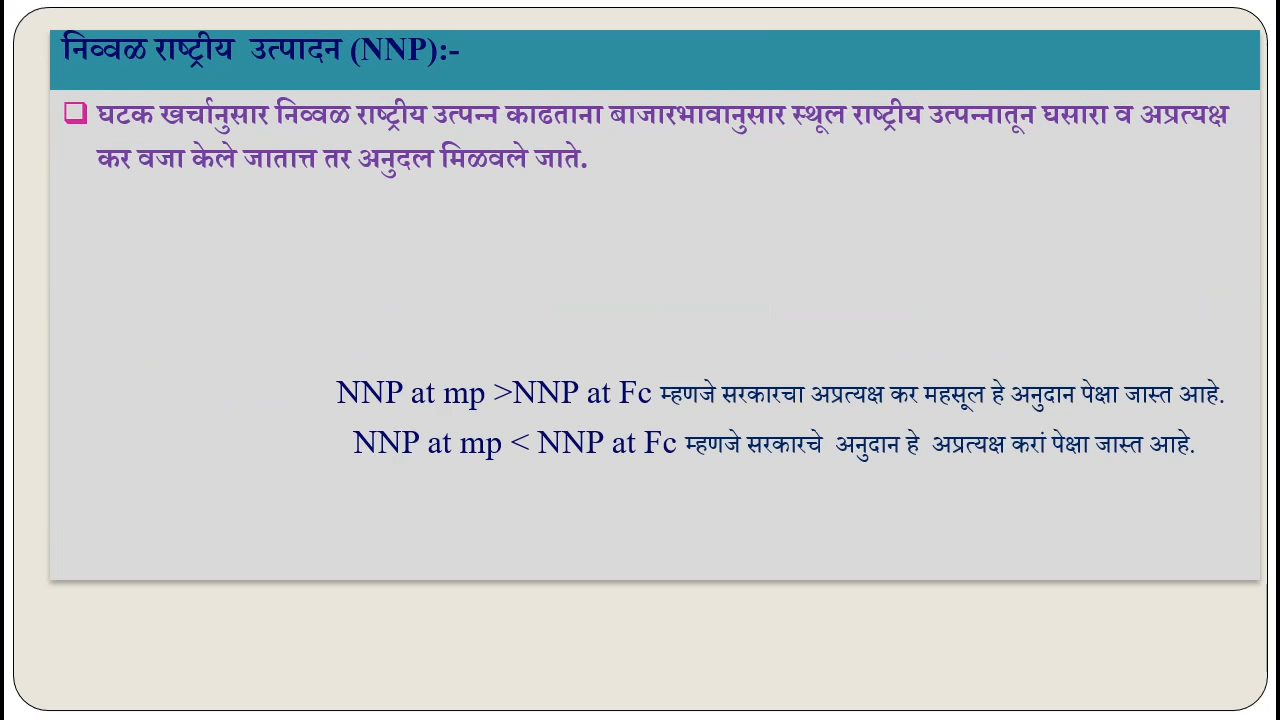 निव्वळ राष्ट्रीय उत्पादन (NNP):-
घटक खर्चानुसार निव्वळ राष्ट्रीय उत्पन्न काढताना बाजारभावानुसार स्थूल राष्ट्रीय उत्पन्नातून घसारा व अप्रत्यक्ष
कर वजा केले जातात्त तर अनुदल मिळवले जाते.
NNP at mp >NNP at Fc म्हणजे सरकारचा अप्रत्यक्ष कर महसूल हे अनुदान पेक्षा जास्त आहे.
NNP at mp < NNP at Fc म्हणजे सरकारचे अनुदान हे अप्रत्यक्ष करां पेक्षा जास्त आहे.